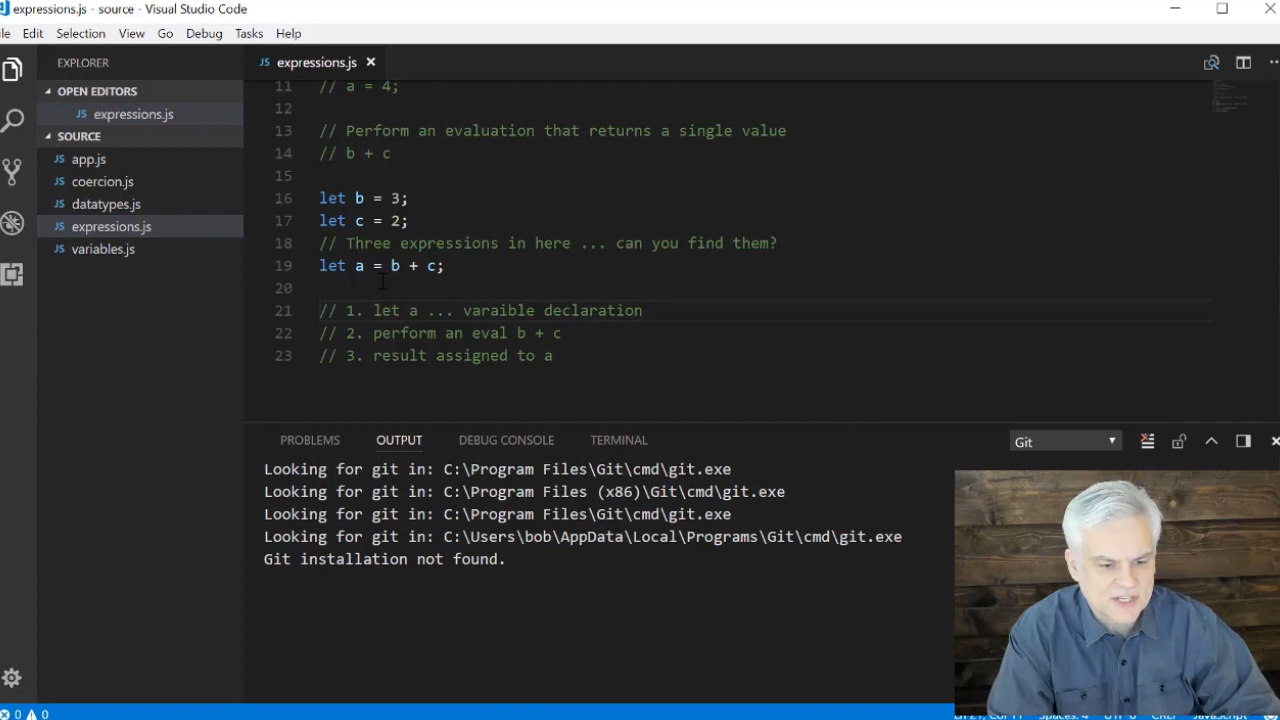 expressions.js - source - Visual Studio Code
ile Edit Selection View Go Debug Tasks Help
EXPLORER
OPEN EDITORS
JS expressions.js
SOURCE
JS app.js
JS coercion.js
JS datatypes.js
JS expressions.js
JS variables.js
JS expressions.js
11 // a = 4;
12
13 // Perform an evaluation that returns a single value
14 // b + c
15
16 let b = 3;
17 let c = 2;
18 // Three expressions in here ... can you find them?
19 let a = b + c;
20
21 // 1. let a ... varaible declaration
22 // 2. perform an eval b + c
23 // 3. result assigned to a
PROBLEMS OUTPUT DEBUG CONSOLE TERMINAL Git
Looking for git in: C:\Program Files\Git\cmd\git.exe
Looking for git in: C:\Program Files (x86)\Git\cmd\git.exe
Looking for git in: C:\Program Files\Git\cmd\git.exe
Looking for git in: C:\Users\bob\AppData\Local\Programs\Git\cmd\git.exe
Git installation not found.
0 0